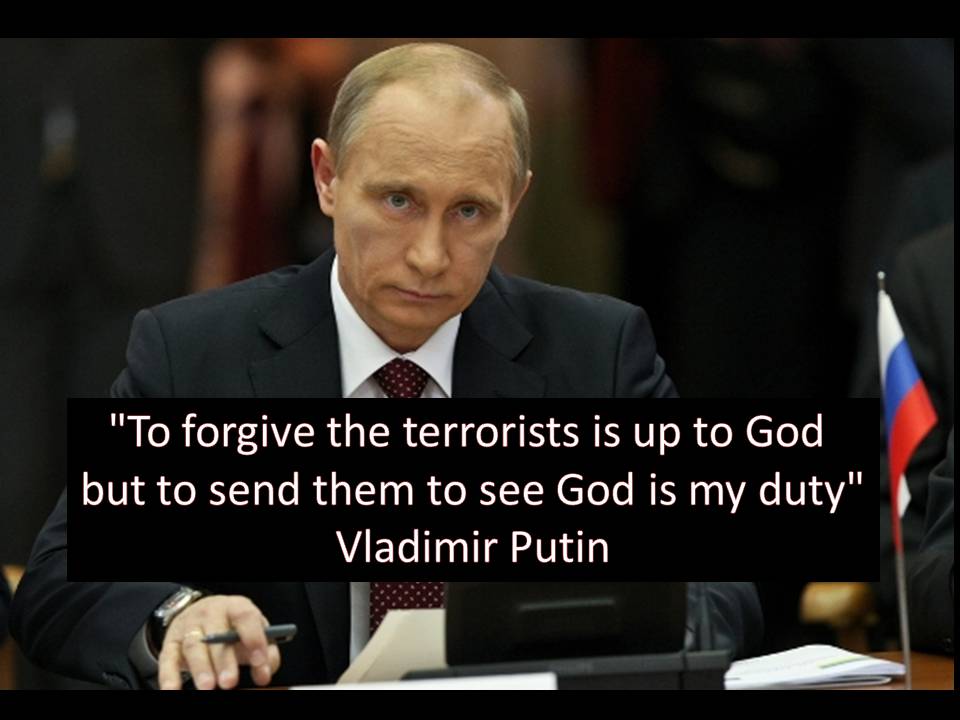 "To forgive the terrorists is up to God
but to send them to see God is my duty"
Vladimir Putin